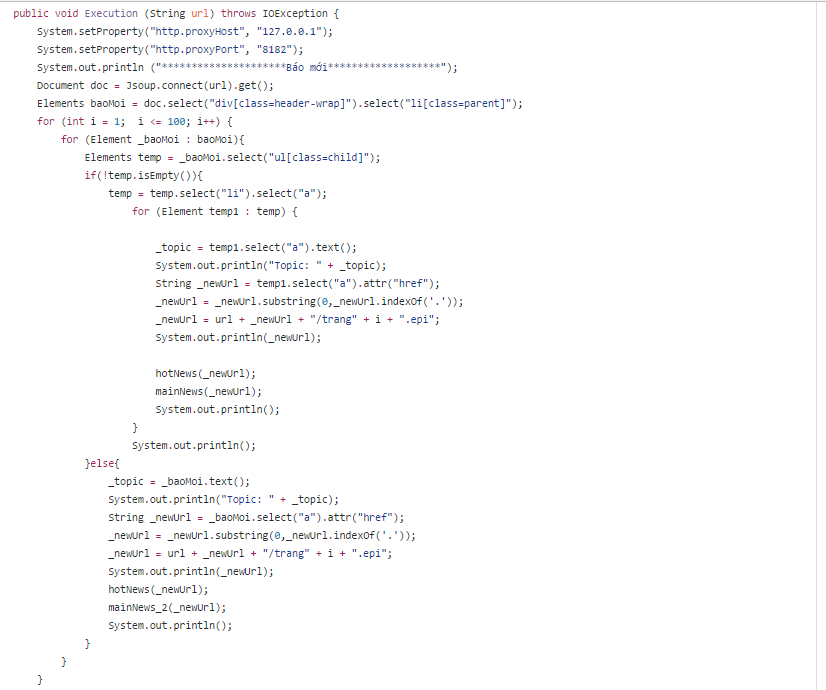 public void Execution (String url) throws IOException {
System.setProperty("http.proxyHost", "127.0.0.1");
System.setProperty("http.proxyPort", "8182");
System.out.println ("*********************Báo mới*******************");
Document doc = Jsoup.connect(url).get();
Elements baoMoi = doc.select("div[class=header-wrap]").select("li[class=parent]");
for (int i = 1;  i <= 100; i++) {
for (Element _baoMoi : baoMoi){
Elements temp = _baoMoi.select("ul[class=child]");
if(!temp.isEmpty()){
temp = temp.select("li").select("a");
for (Element temp1 : temp) {
_topic = temp1.select("a").text();
System.out.println("Topic: " + _topic);
String _newUrl = temp1.select("a").attr("href");
_newUrl = _newUrl.substring(0,_newUrl.indexOf('.'));
_newUrl = url + _newUrl + "/trang" + i + ".epi";
System.out.println(_newUrl);
hotNews(_newUrl);
mainNews(_newUrl);
System.out.println();
}
System.out.println();
}else{
_topic = _baoMoi.text();
System.out.println("Topic: " + _topic);
String _newUrl = _baoMoi.select("a").attr("href");
_newUrl = _newUrl.substring(0,_newUrl.indexOf('.'));
_newUrl = url + _newUrl + "/trang" + i + ".epi";
System.out.println(_newUrl);
hotNews(_newUrl);
mainNews_2(_newUrl);
System.out.println();
}
}
}